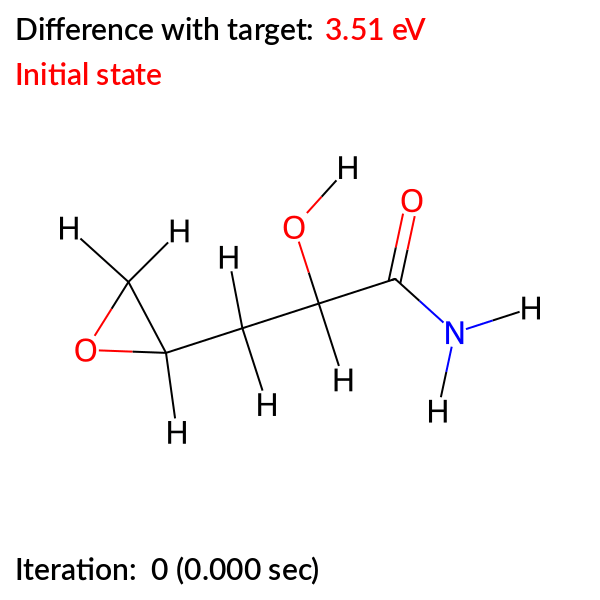 Difference with target: 3.51 eV
Initial state
H
H H O
H O
H
O N H
H
H
H
H
Iteration: 0 (0.000 sec)